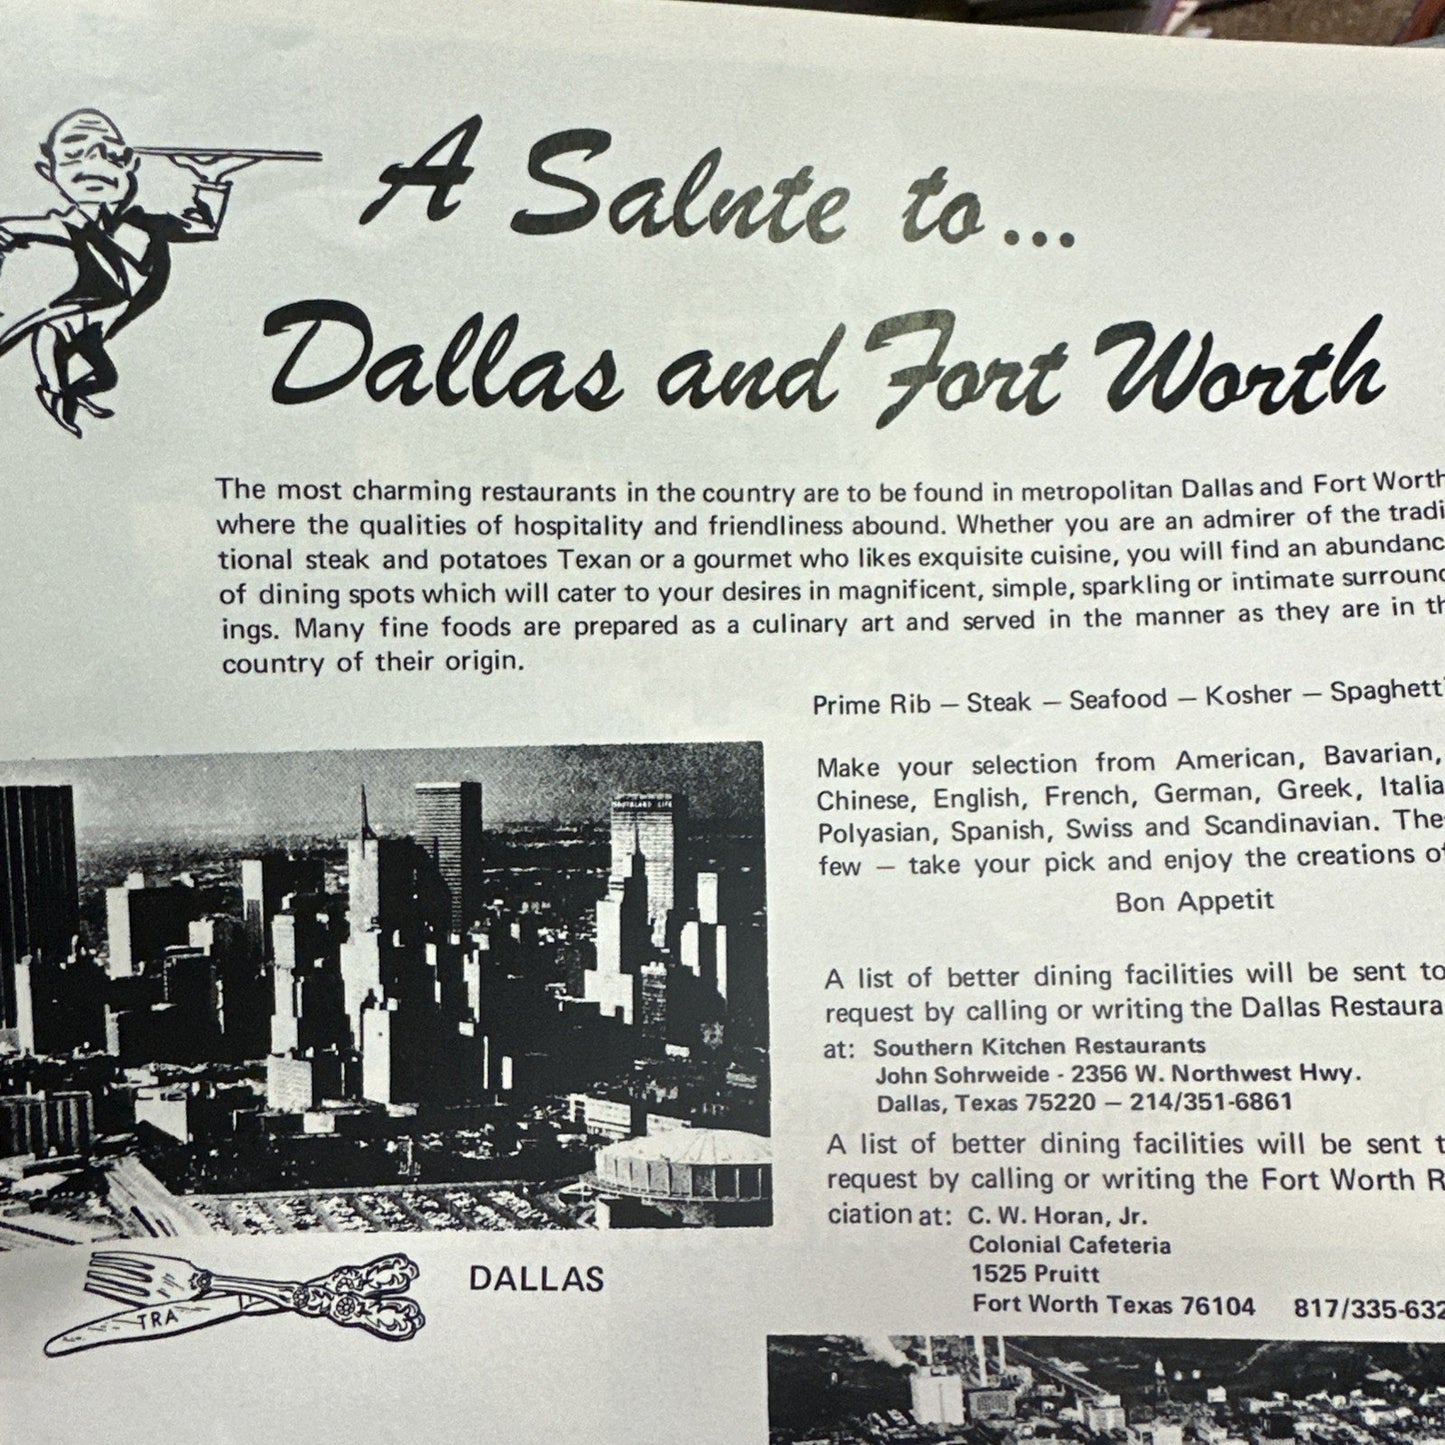 A Salute to...
Dallas and Fort Worth
The most charming restaurants in the country are to be found in metropolitan Dallas and Fort Worth
where the qualities of hospitality and friendliness abound. Whether you are an admirer of the tradi
tional steak and potatoes Texan or a gourmet who likes exquisite cuisine, you will find an abundanc
of dining spots which will cater to your desires in magnificent, simple, sparkling or intimate surround
ings. Many fine foods are prepared as a culinary art and served in the manner as they are in th
country of their origin.
Prime Rib — Steak — Seafood — Kosher — Spaghetti
Make your selection from American, Bavarian,
Chinese, English, French, German, Greek, Italia
Polyasian, Spanish, Swiss and Scandinavian. The
few — take your pick and enjoy the creations of
Bon Appetit
SOUTHLAND LIFE
A list of better dining facilities will be sent to
request by calling or writing the Dallas Restaura
at: Southern Kitchen Restaurants
John Sohrweide - 2356 W. Northwest Hwy.
Dallas, Texas 75220 — 214/351-6861
A list of better dining facilities will be sent t
request by calling or writing the Fort Worth R
ciation at: C. W. Horan, Jr.
Colonial Cafeteria
1525 Pruitt
Fort Worth Texas 76104 817/335-632
DALLAS
TRA